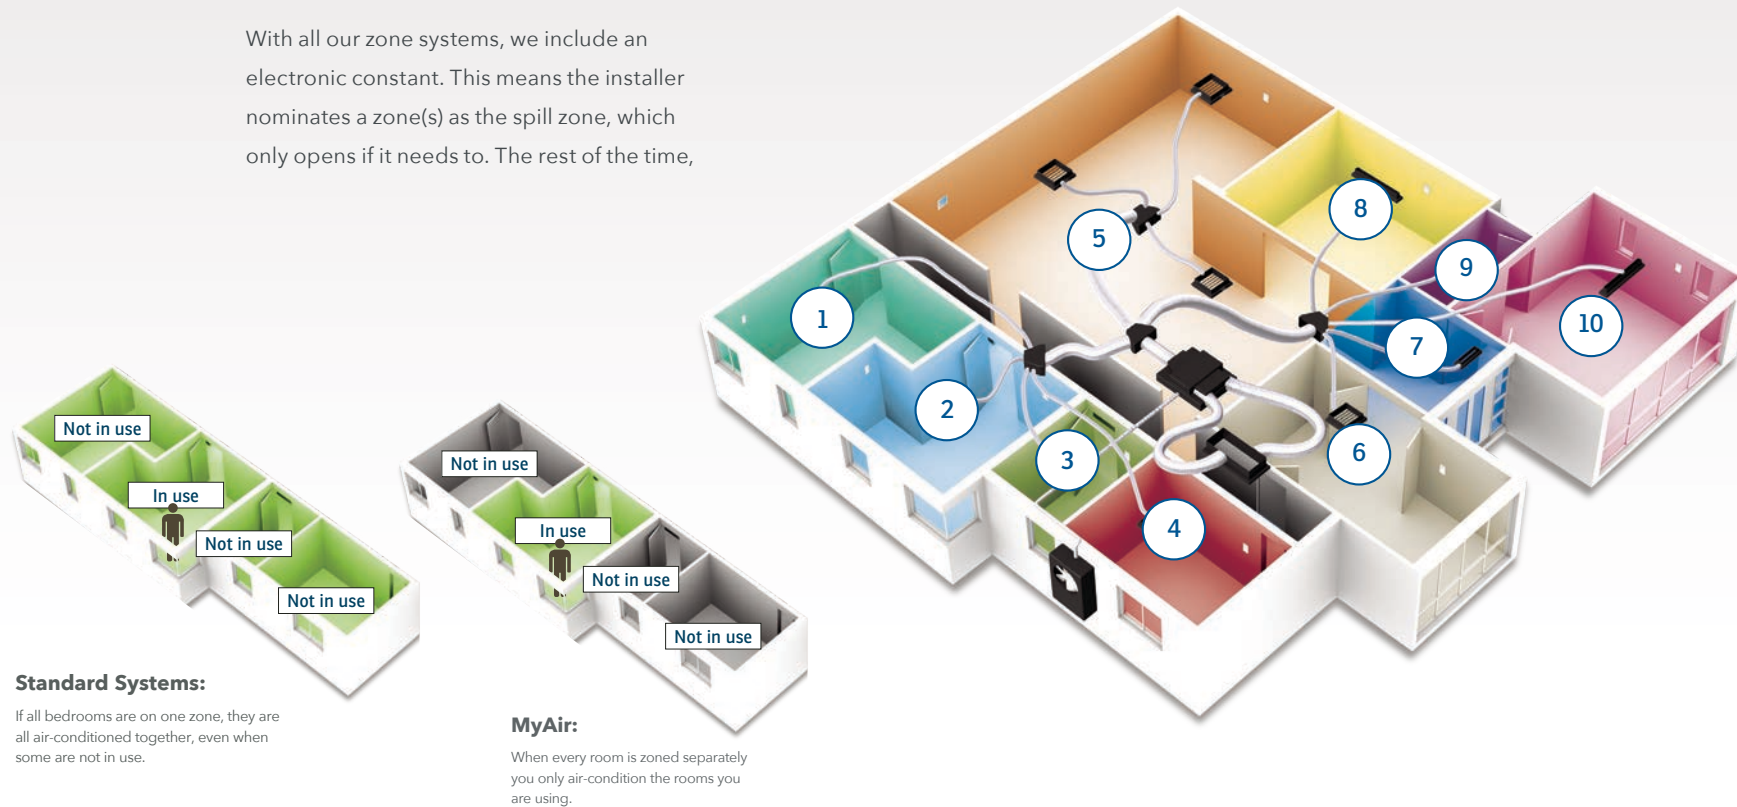 With all our zone systems, we include an
electronic constant. This means the installer
nominates a zone(s) as the spill zone, which
only opens if it needs to. The rest of the time,
1
2
3
4
5
6
7
8
9
10
Not in use
In use
Not in use
Not in use
Standard Systems:
If all bedrooms are on one zone, they are
all air-conditioned together, even when
some are not in use.
Not in use
In use
Not in use
Not in use
MyAir:
When every room is zoned separately
you only air-condition the rooms you
are using.